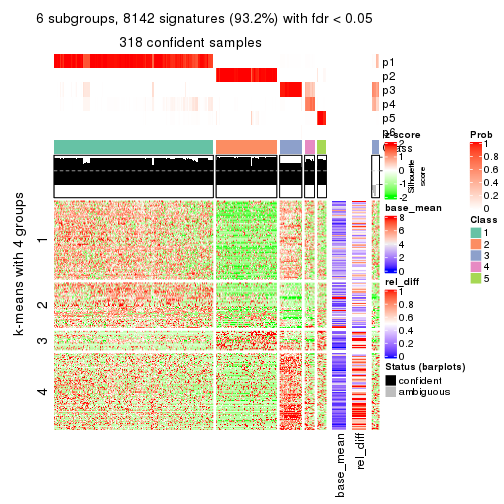 6 subgroups, 8142 signatures (93.2%) with fdr < 0.05
318 confident samples
p1
p2
p3
p4
p5
p6
Class
z-score
2
1
0
-1
-2
Silhouette
score
Prob
1
0.8
0.6
0.4
0.2
0
base_mean
8
6
4
2
0
Class
1
2
3
4
5
rel_diff
1
0.8
0.6
0.4
0.2
0
Status (barplots)
confident
ambiguous
k-means with 4 groups
1
2
3
4
base_mean
rel_diff